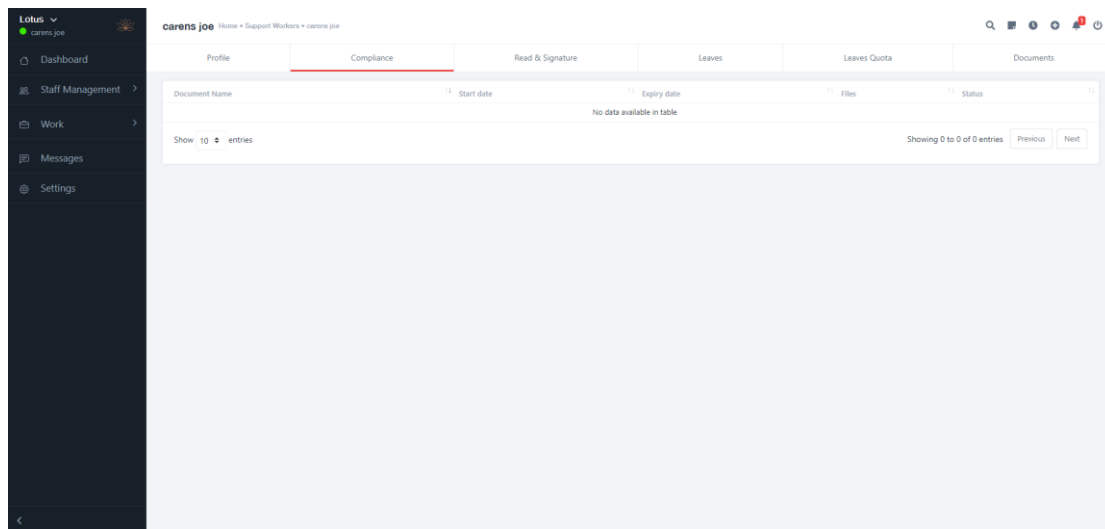 Lotus
carens joe
Dashboard
Staff Management
Work
Messages
Settings
carens joe Home • Support Workers • carens joe
1
Profile Compliance Read & Signature Leaves Leaves Quota Documents
Document Name Start date Expiry date Files Status
No data available in table
Show 10 entries Showing 0 to 0 of 0 entries Previous Next